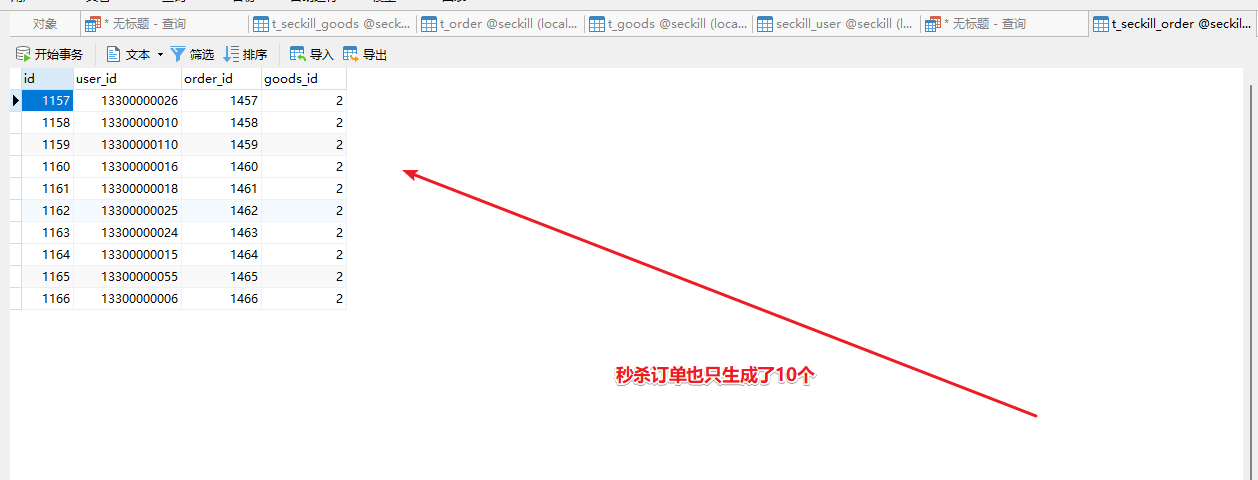 对象
* 无标题 - 查询
t_seckill_goods @seck...
t_order @seckill (local...
t_goods @seckill (loca...
seckill_user @seckill (l...
* 无标题 - 查询
t_seckill_order @seckil...
开始事务 文本 筛选 排序 导入 导出
id user_id order_id goods_id
1157 13300000026 1457 2
1158 13300000010 1458 2
1159 13300000110 1459 2
1160 13300000016 1460 2
1161 13300000018 1461 2
1162 13300000025 1462 2
1163 13300000024 1463 2
1164 13300000015 1464 2
1165 13300000055 1465 2
1166 13300000006 1466 2
秒杀订单也只生成了10个